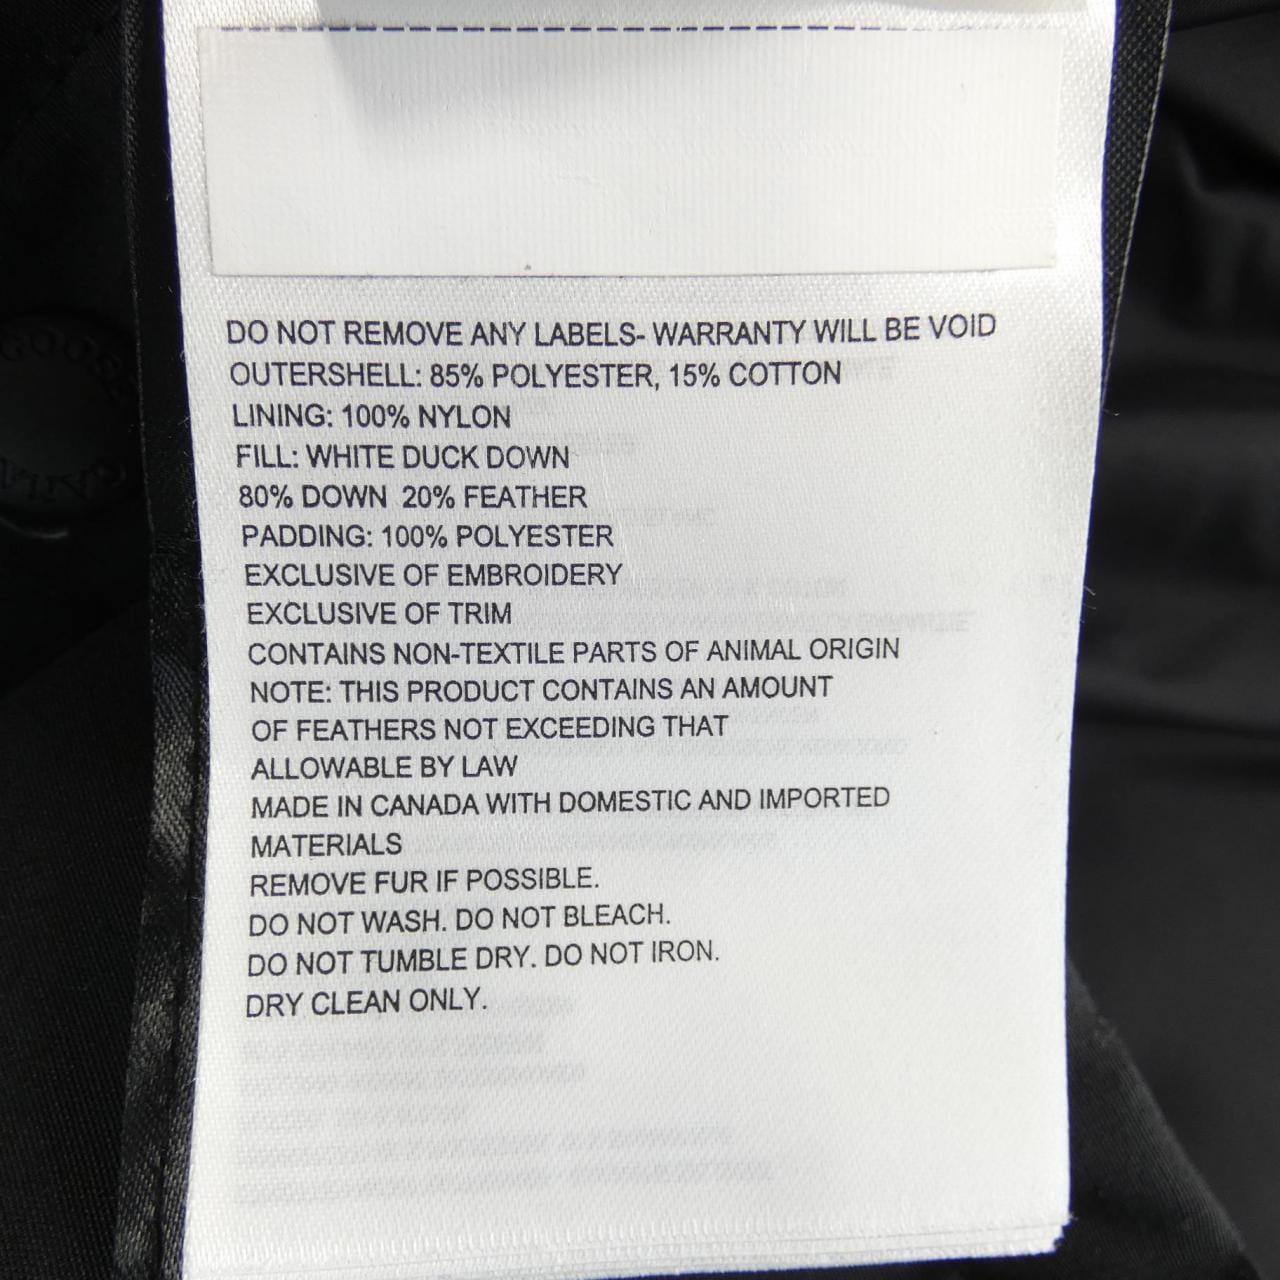 DO NOT REMOVE ANY LABELS- WARRANTY WILL BE VOID
OUTERSHELL: 85% POLYESTER, 15% COTTON
LINING: 100% NYLON
FILL: WHITE DUCK DOWN
80% DOWN 20% FEATHER
PADDING: 100% POLYESTER
EXCLUSIVE OF EMBROIDERY
EXCLUSIVE OF TRIM
CONTAINS NON-TEXTILE PARTS OF ANIMAL ORIGIN
NOTE: THIS PRODUCT CONTAINS AN AMOUNT
OF FEATHERS NOT EXCEEDING THAT
ALLOWABLE BY LAW
MADE IN CANADA WITH DOMESTIC AND IMPORTED
MATERIALS
REMOVE FUR IF POSSIBLE.
DO NOT WASH. DO NOT BLEACH.
DO NOT TUMBLE DRY. DO NOT IRON.
DRY CLEAN ONLY.
GOOSE